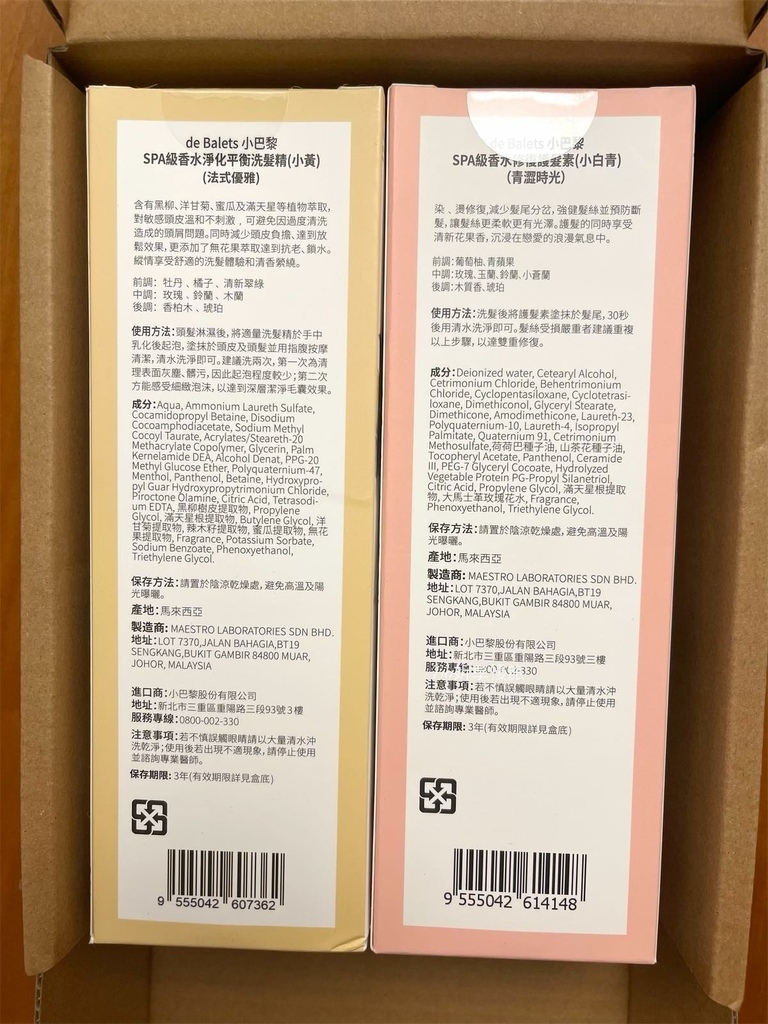 de Balets 小巴黎
SPA級香水淨化平衡洗髮精(小黃)
(法式優雅)
含有黑柳、洋甘菊、蜜瓜及滿天星等植物萃取,
對敏感頭皮溫和不刺激,可避免因過度清洗
造成的頭屑問題。同時減少頭皮負擔、達到放
鬆效果,更添加了無花果萃取達到抗老、鎖水。
縱情享受舒適的洗髮體驗和清香縈繞。
前調:牡丹、橘子、清新翠綠
中調:玫瑰、鈴蘭、木蘭
後調:香柏木、琥珀
使用方法:頭髮淋濕後,將適量洗髮精於手中
乳化後起泡,塗抹於頭皮及頭髮並用指腹按摩
清潔,清水洗淨即可。建議洗兩次,第一次為清
理表面灰塵、髒污,因此起泡程度較少;第二次
方能感受細緻泡沫,以達到深層潔淨毛囊效果。
成分:Aqua, Ammonium Laureth Sulfate,
Cocamidopropyl Betaine, Disodium
Cocoamphodiacetate, Sodium Methyl
Cocoyl Taurate, Acrylates/Steareth-20
Methacrylate Copolymer, Glycerin, Palm
Kernelamide DEA, Alcohol Denat, PPG-20
Methyl Glucose Ether, Polyquaternium-47,
Menthol, Panthenol, Betaine, Hydroxypro-
pyl Guar Hydroxypropytrimonium Chloride,
Piroctone Olamine, Citric Acid, Tetrasodi-
um EDTA, 黑柳樹皮提取物, Propylene
Glycol, 滿天星根提取物, Butylene Glycol, 洋
甘菊提取物, 辣木籽提取物, 蜜瓜提取物, 無花
果提取物, Fragrance, Potassium Sorbate,
Sodium Benzoate, Phenoxyethanol,
Triethylene Glycol.
保存方法:請置於陰涼乾燥處,避免高溫及陽
光曝曬。
產地:馬來西亞
製造商: MAESTRO LABORATORIES SDN BHD.
地址:LOT 7370,JALAN BAHAGIA,BT19
SENGKANG,BUKIT GAMBIR 84800 MUAR,
JOHOR, MALAYSIA
進口商:小巴黎股份有限公司
地址:新北市三重區重陽路三段93號3樓
服務專線:0800-002-330
注意事項:若不慎誤觸眼睛請以大量清水沖
洗乾淨;使用後若出現不適現象,請停止使用
並諮詢專業醫師。
保存期限: 3年(有效期限詳見盒底)
9 555042 607362
de Balets 小巴黎
SPA級香水修復護髮素(小白青)
(青澀時光)
染、燙修復,減少髮尾分岔,強健髮絲並預防斷
髮,讓髮絲更柔軟更有光澤。護髮的同時享受
清新花果香,沉浸在戀愛的浪漫氣息中。
前調:葡萄柚、青蘋果
中調:玫瑰、玉蘭、鈴蘭、小蒼蘭
後調:木質香、琥珀
使用方法:洗髮後將護髮素塗抹於髮尾,30秒
後用清水洗淨即可。髮絲受損嚴重者建議重複
以上步驟,以達雙重修復。
成分:Deionized water, Cetearyl Alcohol,
Cetrimonium Chloride, Behentrimonium
Chloride, Cyclopentasiloxane, Cyclotetrasi-
loxane, Dimethiconol, Glyceryl Stearate,
Dimethicone, Amodimethicone, Laureth-23,
Polyquaternium-10, Laureth-4, Isopropyl
Palmitate, Quaternium 91, Cetrimonium
Methosulfate,荷荷巴種子油, 山茶花種子油,
Tocopheryl Acetate, Panthenol, Ceramide
III, PEG-7 Glyceryl Cocoate, Hydrolyzed
Vegetable Protein PG-Propyl Silanetriol,
Citric Acid, Propylene Glycol, 滿天星根提取
物, 大馬士革玫瑰花水, Fragrance,
Phenoxyethanol, Triethylene Glycol.
保存方法:請置於陰涼乾燥處,避免高溫及陽
光曝曬。
產地:馬來西亞
製造商: MAESTRO LABORATORIES SDN BHD.
地址:LOT 7370,JALAN BAHAGIA,BT19
SENGKANG,BUKIT GAMBIR 84800 MUAR,
JOHOR, MALAYSIA
進口商:小巴黎股份有限公司
地址:新北市三重區重陽路三段93號三樓
服務專線:0800-002-330
注意事項:若不慎誤觸眼睛請以大量清水沖
洗乾淨;使用後若出現不適現象,請停止使用
並諮詢專業醫師。
保存期限: 3年(有效期限詳見盒底)
9 555042 614148